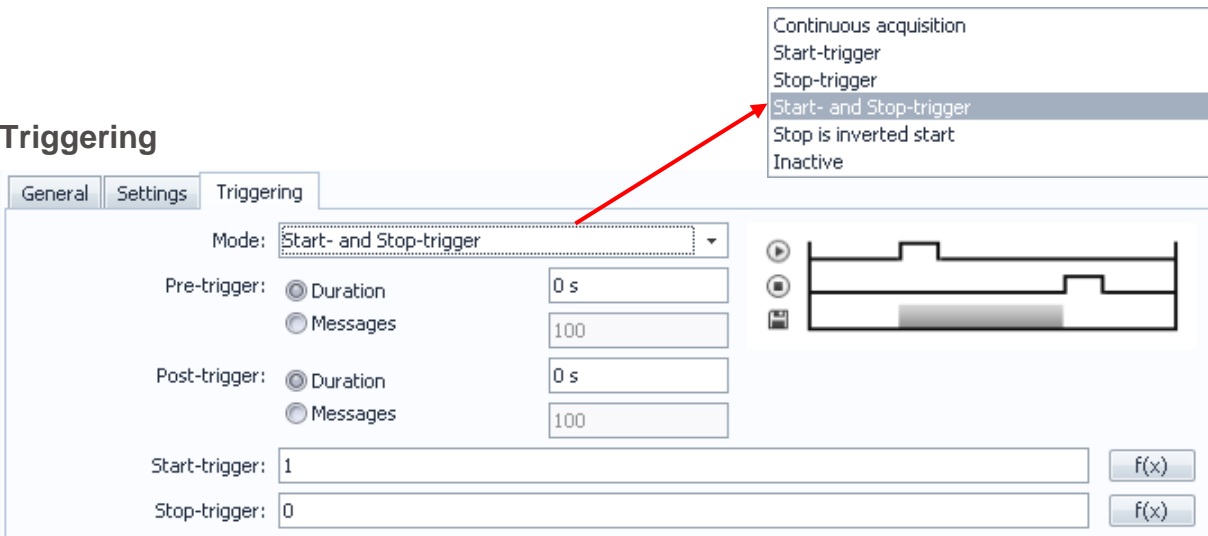 Continuous acquisition
Start-trigger
Stop-trigger
Start- and Stop-trigger
Stop is inverted start
Inactive
Triggering
General Settings Triggering
Mode: Start- and Stop-trigger
Pre-trigger: Duration 0 s
Messages 100
Post-trigger: Duration 0 s
Messages 100
Start-trigger: 1 f(x)
Stop-trigger: 0 f(x)